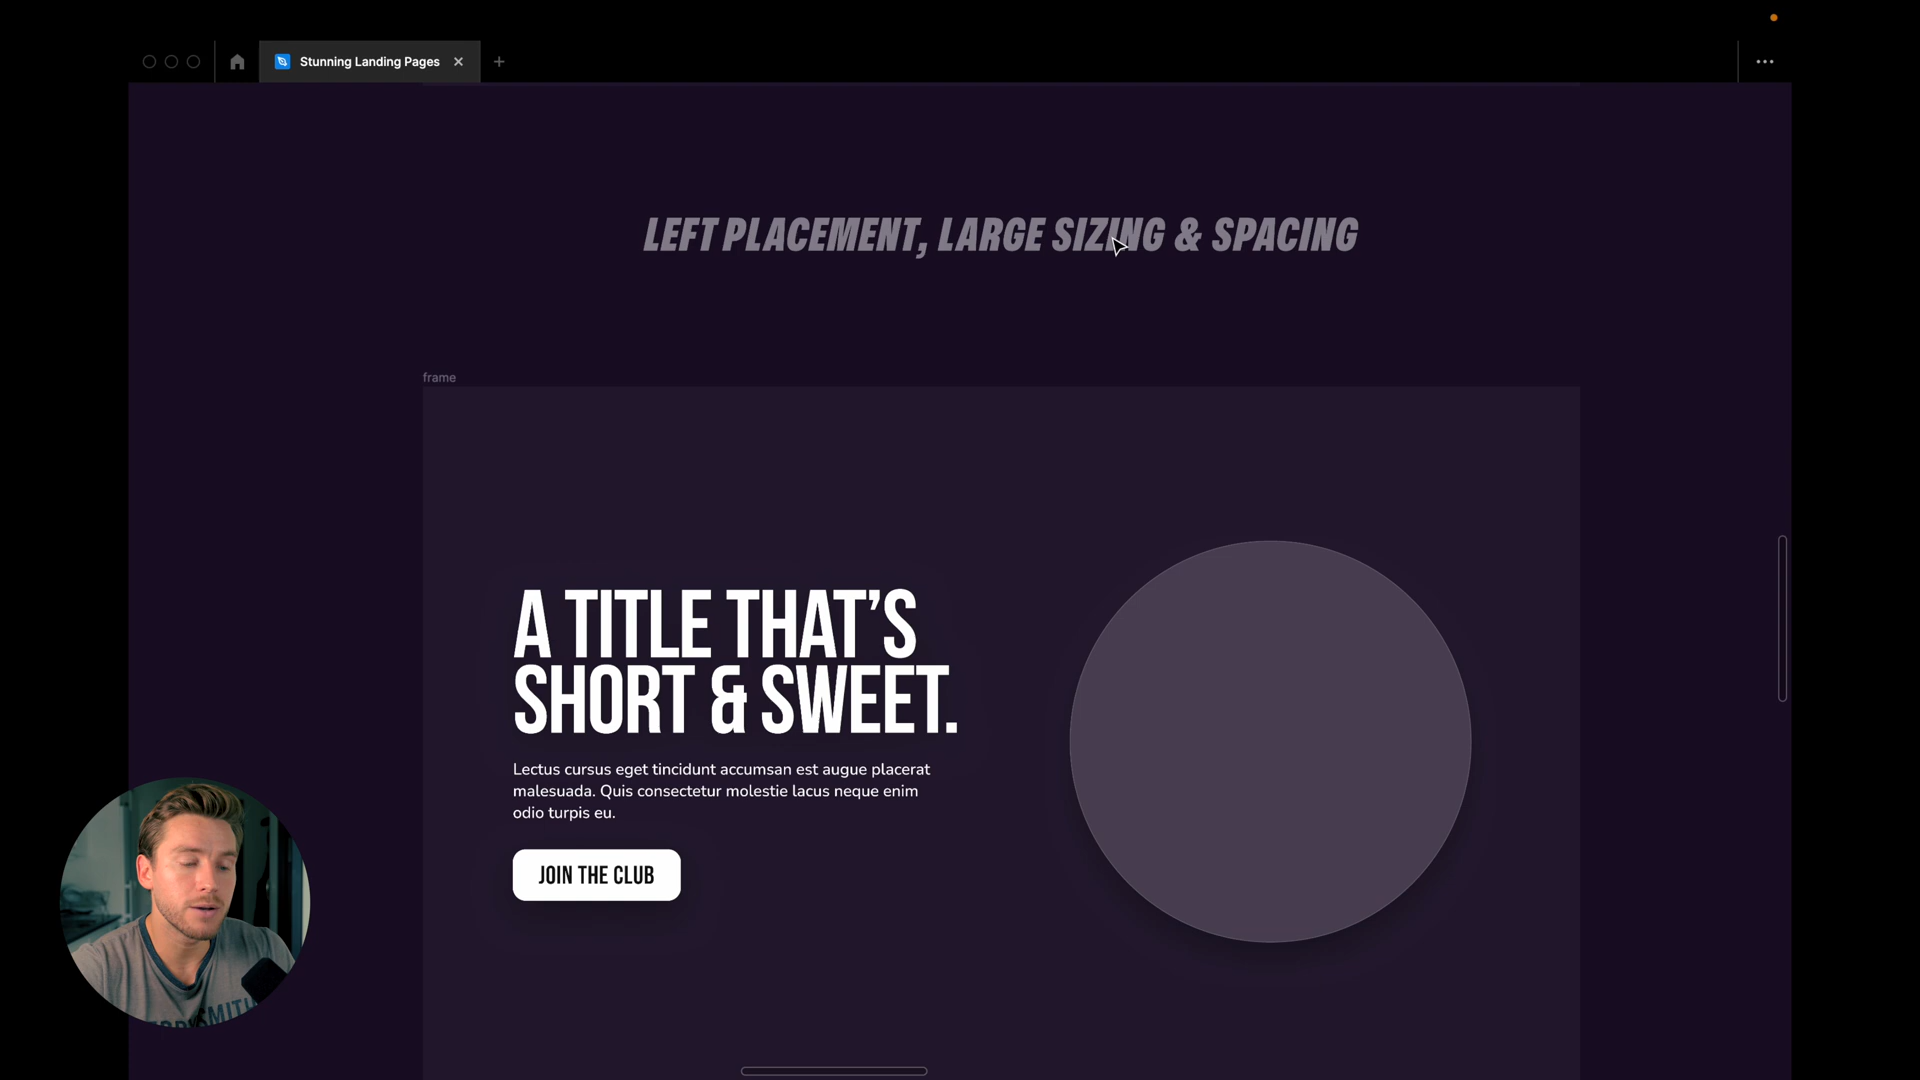 Stunning Landing Pages
LEFT PLACEMENT, LARGE SIZING & SPACING
frame
A TITLE THAT’S
SHORT & SWEET.
Lectus cursus eget tincidunt accumsan est augue placerat
malesuada. Quis consectetur molestie lacus neque enim
odio turpis eu.
JOIN THE CLUB